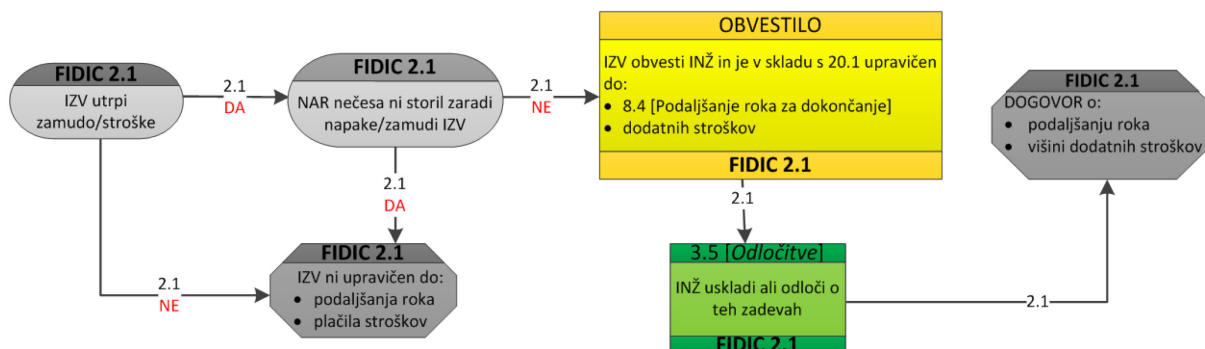 FIDIC 2.1
IZV utrpi
zamudo/stroške
2.1
DA
FIDIC 2.1
NAR nečesa ni storil zaradi
napake/zamudi IZV
2.1
NE
OBVESTILO
IZV obvesti INŽ in je v skladu s 20.1 upravičen
do:
• 8.4 [Podaljšanje roka za dokončanje]
• dodatnih stroškov
FIDIC 2.1
FIDIC 2.1
DOGOVOR o:
• podaljšanju roka
• višini dodatnih stroškov
2.1
DA
2.1
FIDIC 2.1
IZV ni upravičen do:
• podaljšanja roka
• plačila stroškov
2.1
NE
3.5 [Odločitve]
INŽ uskladi ali odloči o
teh zadevah
FIDIC 2.1
2.1